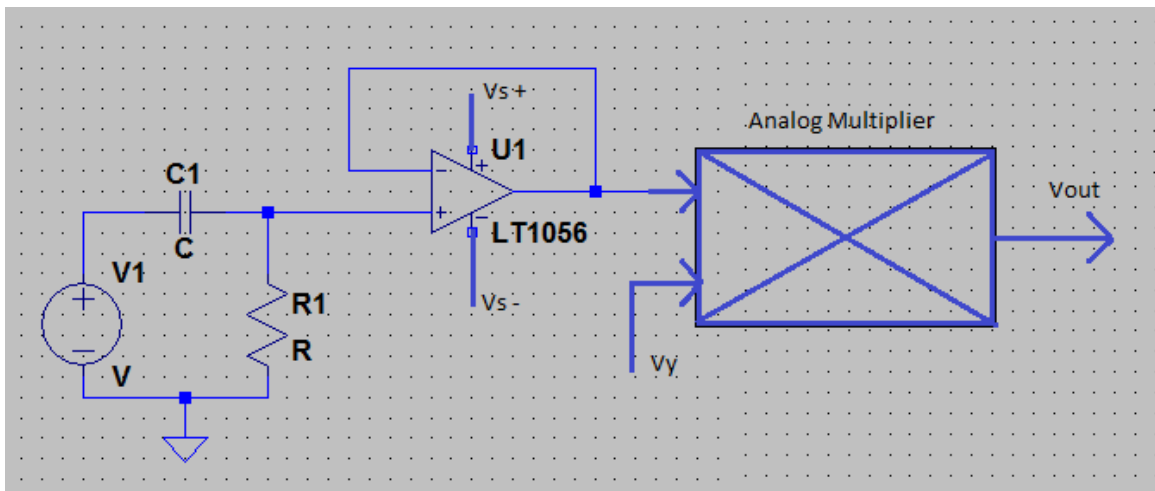 Vs +
Analog Multiplier
U1
C1
Vout
LT1056
C
V1
R1
Vs -
R
Vy
V